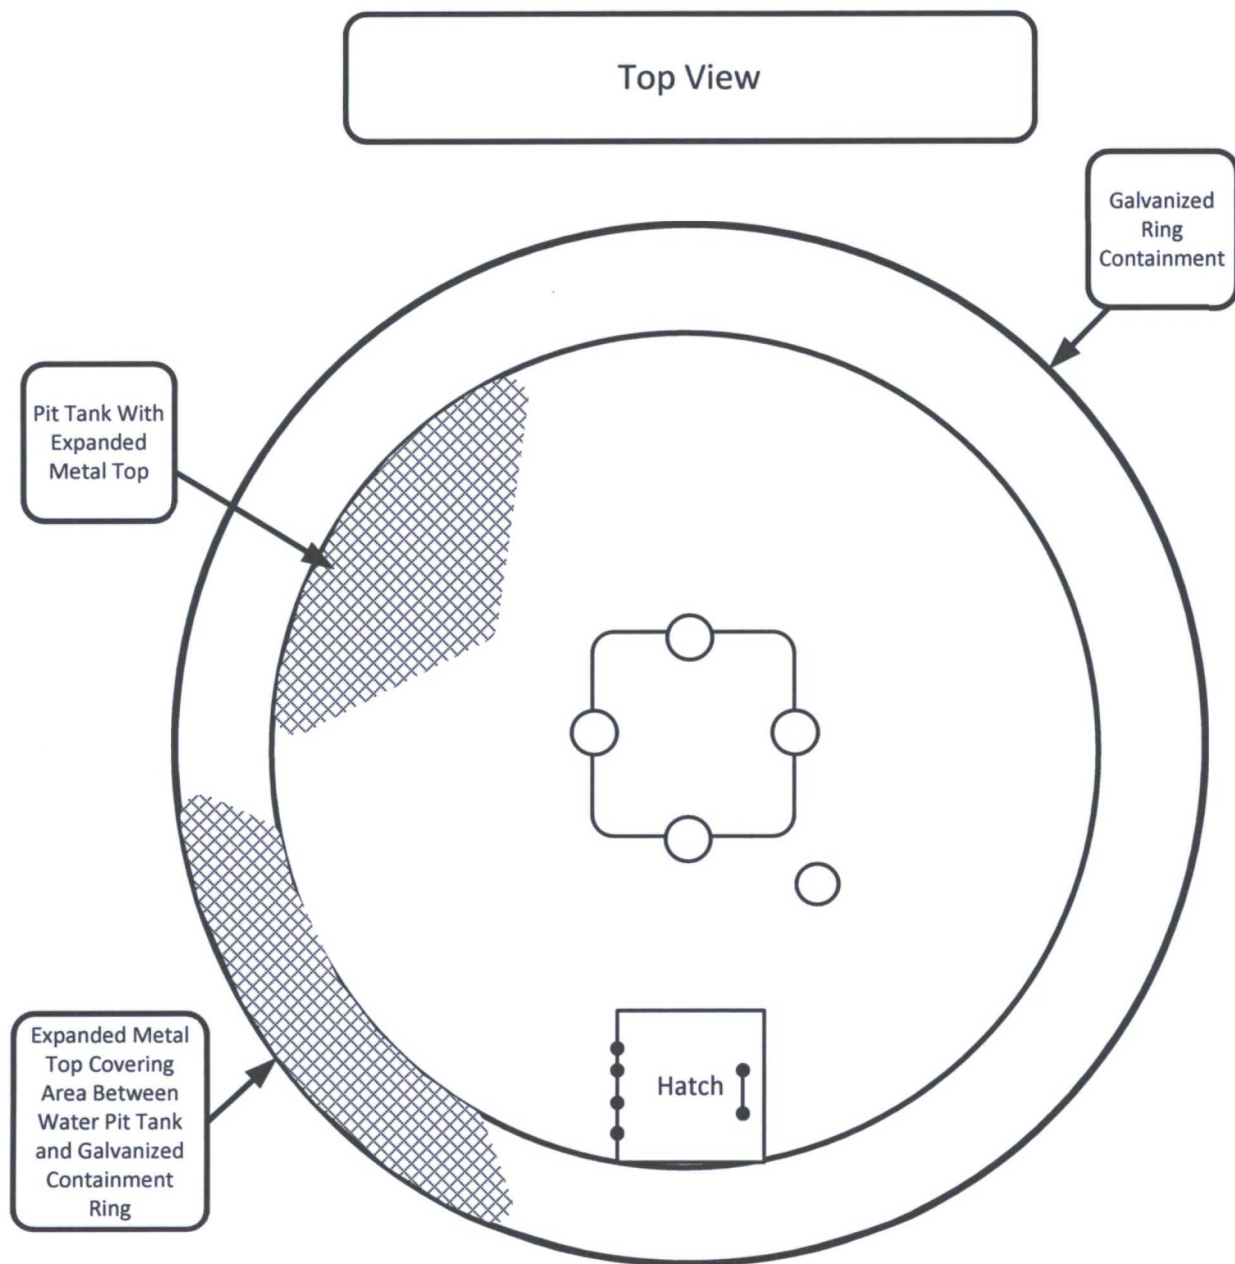 Top View
Galvanized
Ring
Containment
Pit Tank With
Expanded
Metal Top
Expanded Metal
Top Covering
Area Between
Water Pit Tank
and Galvanized
Containment
Ring
Hatch